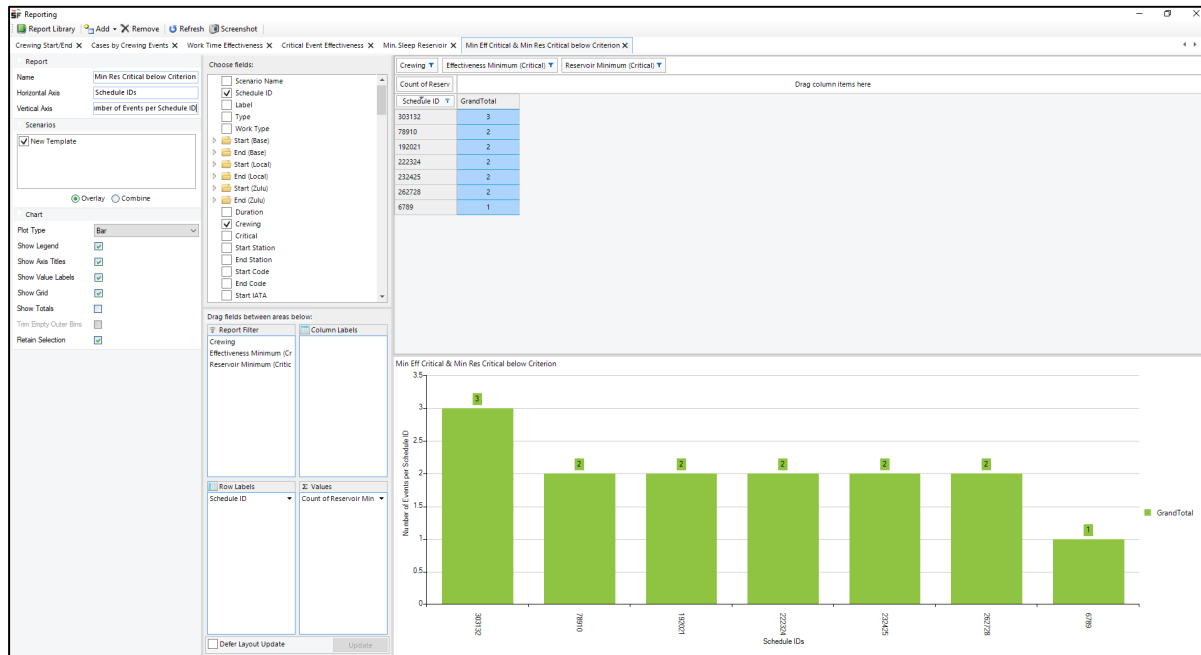 SF Reporting
Report Library Add Remove Refresh Screenshot
Crewing Start/End X Cases by Crewing Events X Work Time Effectiveness X Critical Event Effectiveness X Min. Sleep Reservoir X Min Eff Critical & Min Res Critical below Criterion X
Report
Name Min Res Critical below Criterion
Horizontal Axis Schedule IDs
Vertical Axis umber of Events per Schedule ID
Scenarios
New Template
Overlay Combine
Chart
Plot Type Bar
Show Legend
Show Axis Titles
Show Value Labels
Show Grid
Show Totals
Trim Empty Outer Bins
Retain Selection
Choose fields:
Scenario Name
Schedule ID
Label
Type
Work Type
Start (Base)
End (Base)
Start (Local)
End (Local)
Start (Zulu)
End (Zulu)
Duration
Crewing
Critical
Start Station
End Station
Start Code
End Code
Start IATA
Drag fields between areas below:
Report Filter Column Labels
Crewing
Effectiveness Minimum (Cr
Reservoir Minimum (Critic
Row Labels Σ Values
Schedule ID Count of Reservoir Min
Defer Layout Update Update
Crewing Effectiveness Minimum (Critical) Reservoir Minimum (Critical)
Count of Reserv Drag column items here
Schedule ID GrandTotal
303132 3
78910 2
192021 2
222324 2
232425 2
262728 2
6789 1
Min Eff Critical & Min Res Critical below Criterion
Number of Events per Schedule ID
3.5
3
2.5
2
1.5
1
0.5
0
3 2 2 2 2 2 1
303132 78910 192021 222324 232425 262728 6789
Schedule IDs
GrandTotal